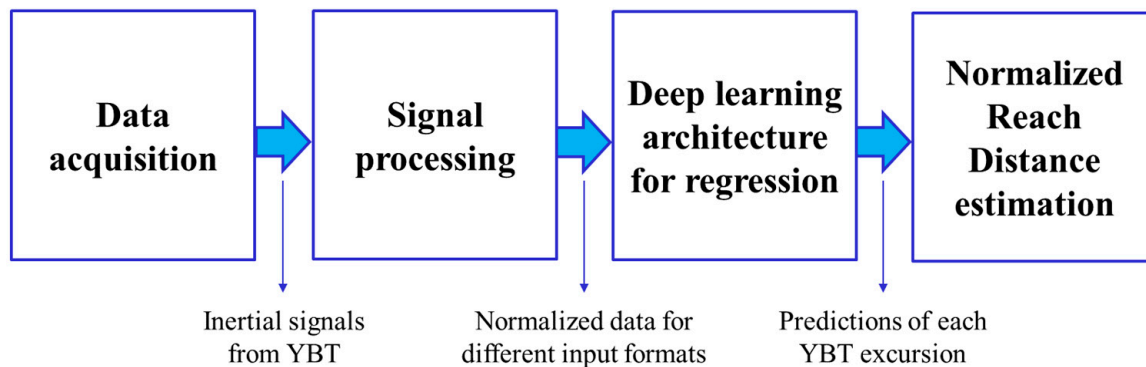 Data
acquisition
Signal
processing
Deep learning
architecture
for regression
Normalized
Reach
Distance
estimation
Inertial signals
from YBT
Normalized data for
different input formats
Predictions of each
YBT excursion